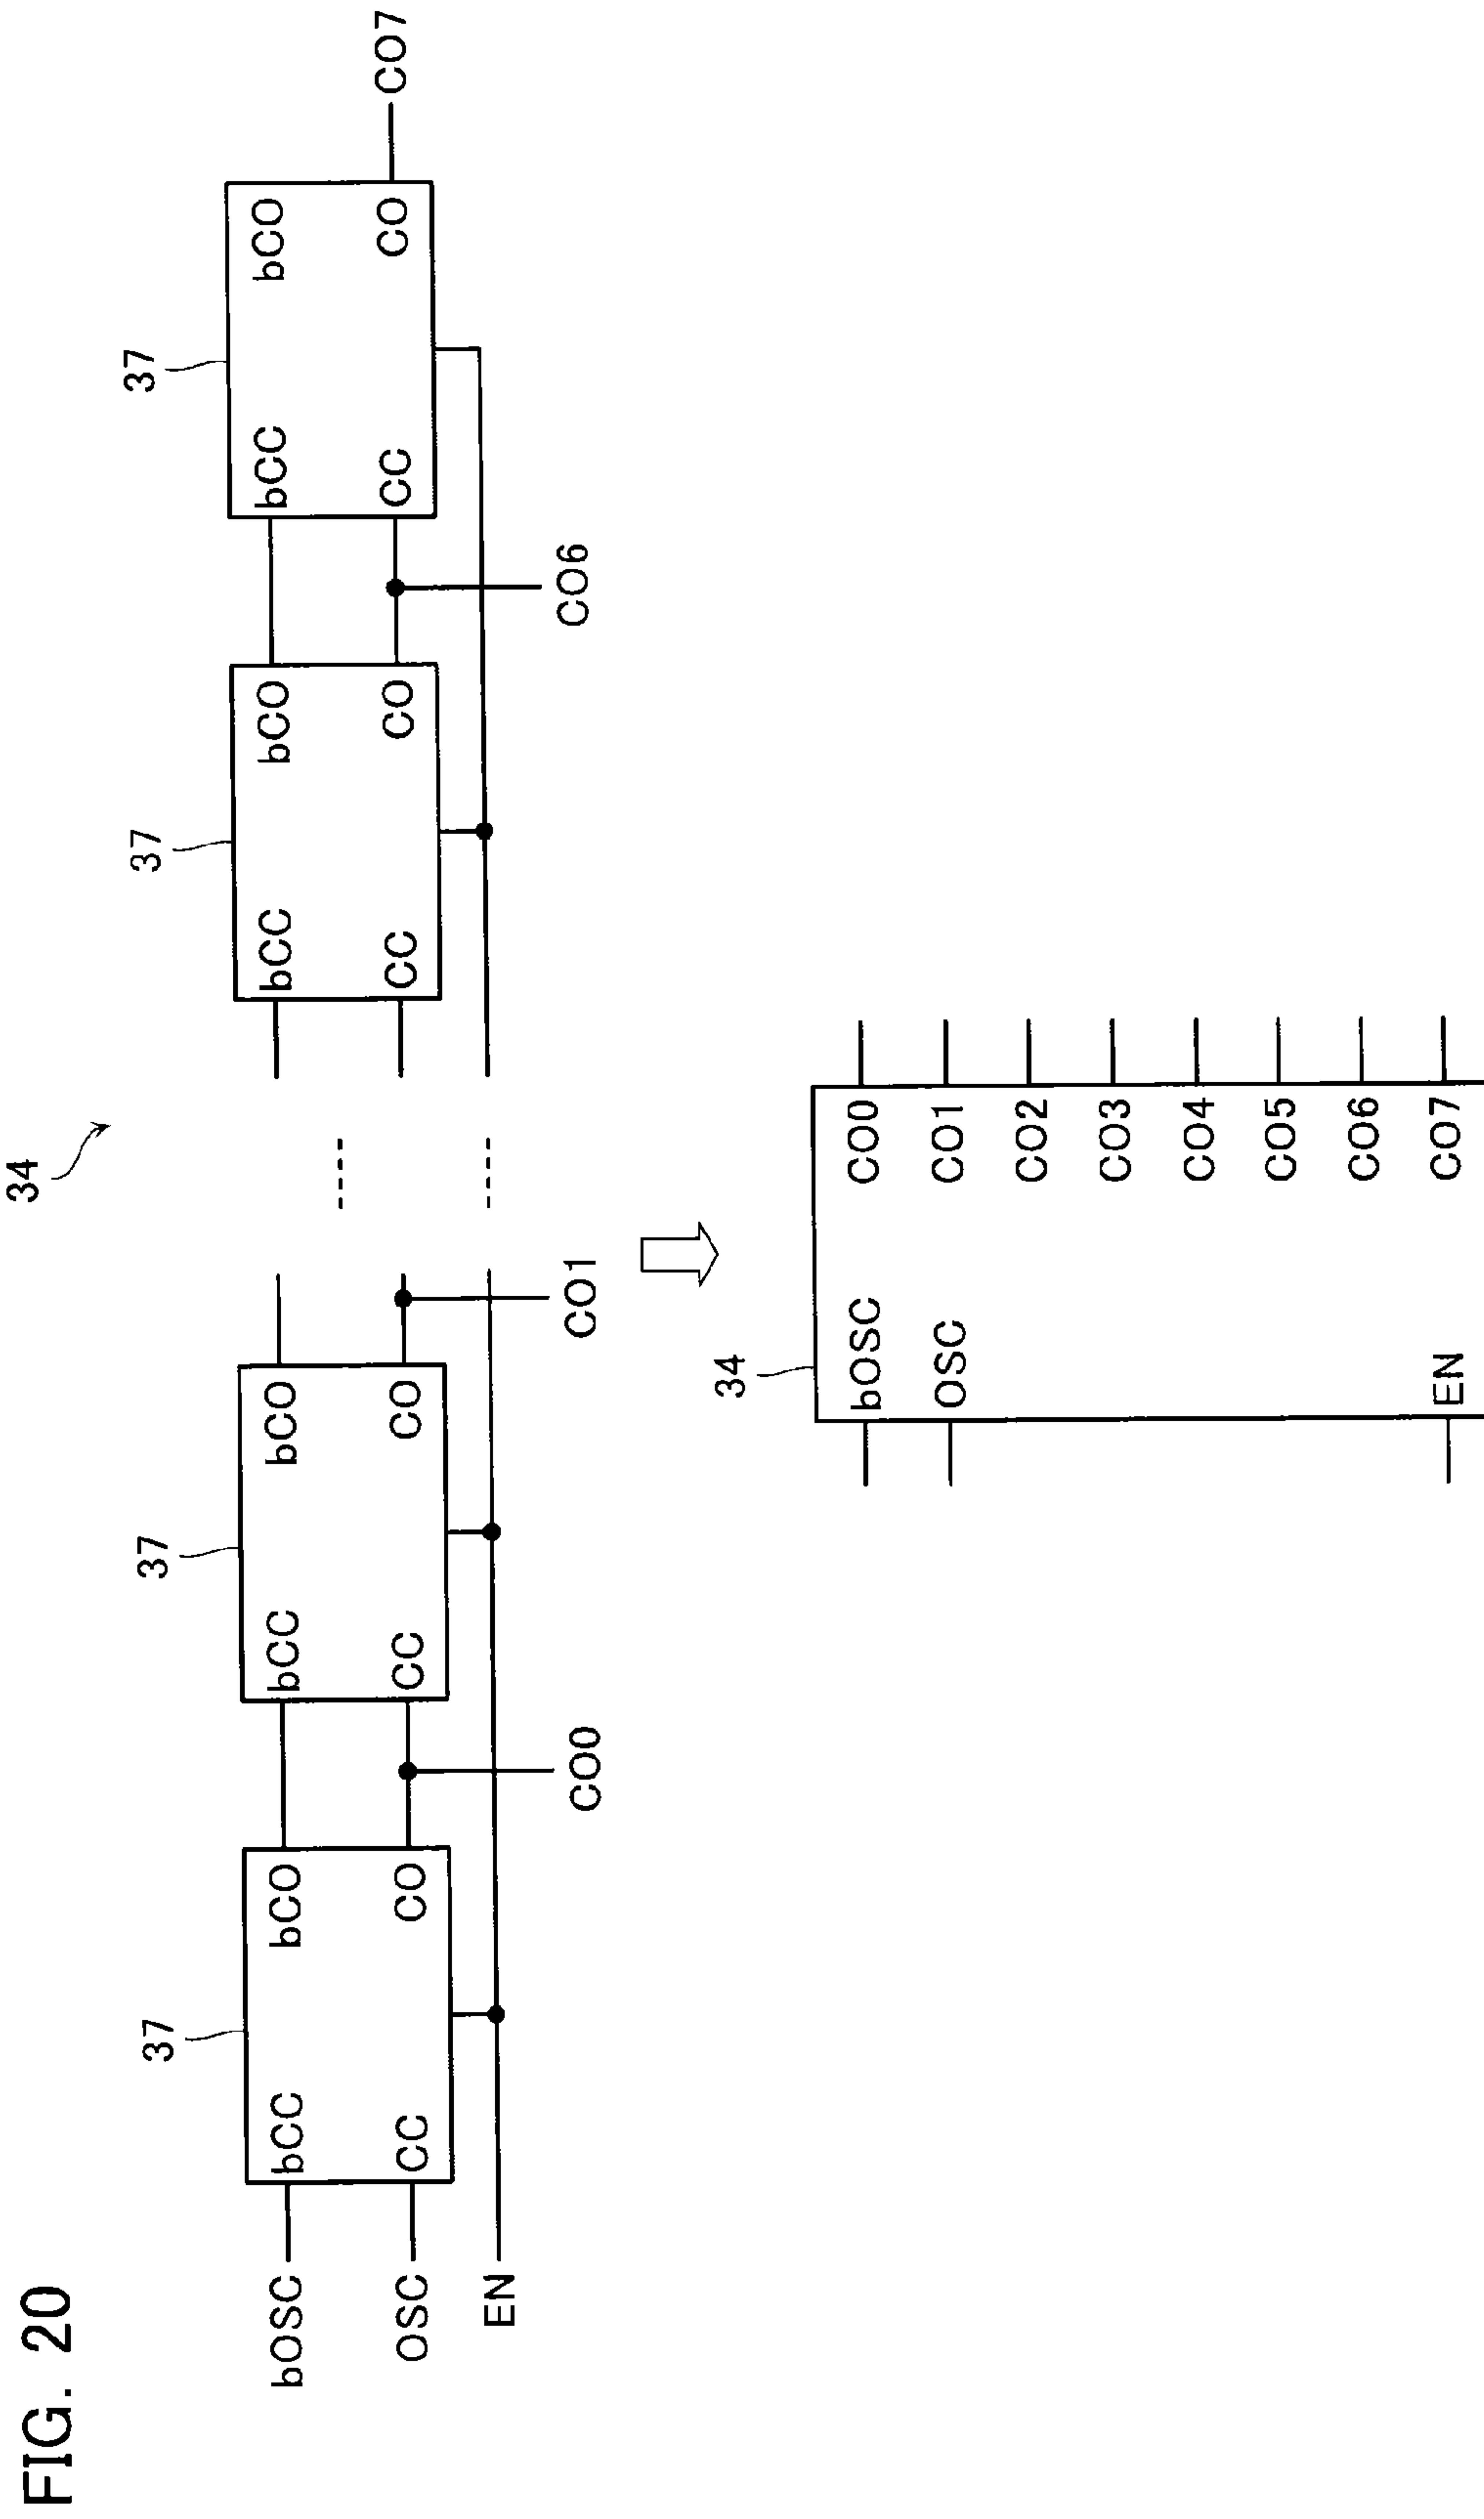 FIG. 20
34
37 37 37 37
bOSC bCC bCO bCC bCO bCC bCO bCC bCO
OSC CC CO CC CO CC CO CC CO CO7
EN
CO0 CO1 CO6
34
bOSC CO0
OSC CO1
CO2
CO3
CO4
CO5
CO6
EN CO7